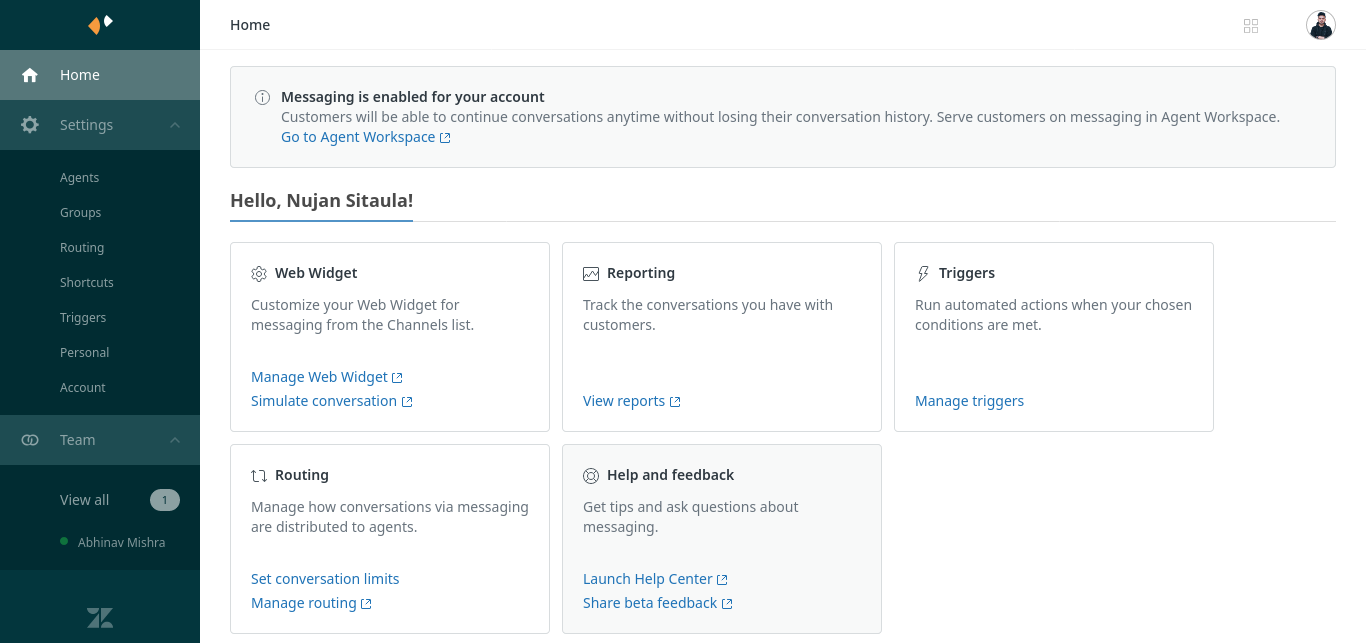 Home
Home
Settings
Agents
Groups
Routing
Shortcuts
Triggers
Personal
Account
Team
View all 1
Abhinav Mishra
Messaging is enabled for your account
Customers will be able to continue conversations anytime without losing their conversation history. Serve customers on messaging in Agent Workspace.
Go to Agent Workspace
Hello, Nujan Sitaula!
Web Widget
Customize your Web Widget for
messaging from the Channels list.
Manage Web Widget
Simulate conversation
Reporting
Track the conversations you have with
customers.
View reports
Triggers
Run automated actions when your chosen
conditions are met.
Manage triggers
Routing
Manage how conversations via messaging
are distributed to agents.
Set conversation limits
Manage routing
Help and feedback
Get tips and ask questions about
messaging.
Launch Help Center
Share beta feedback